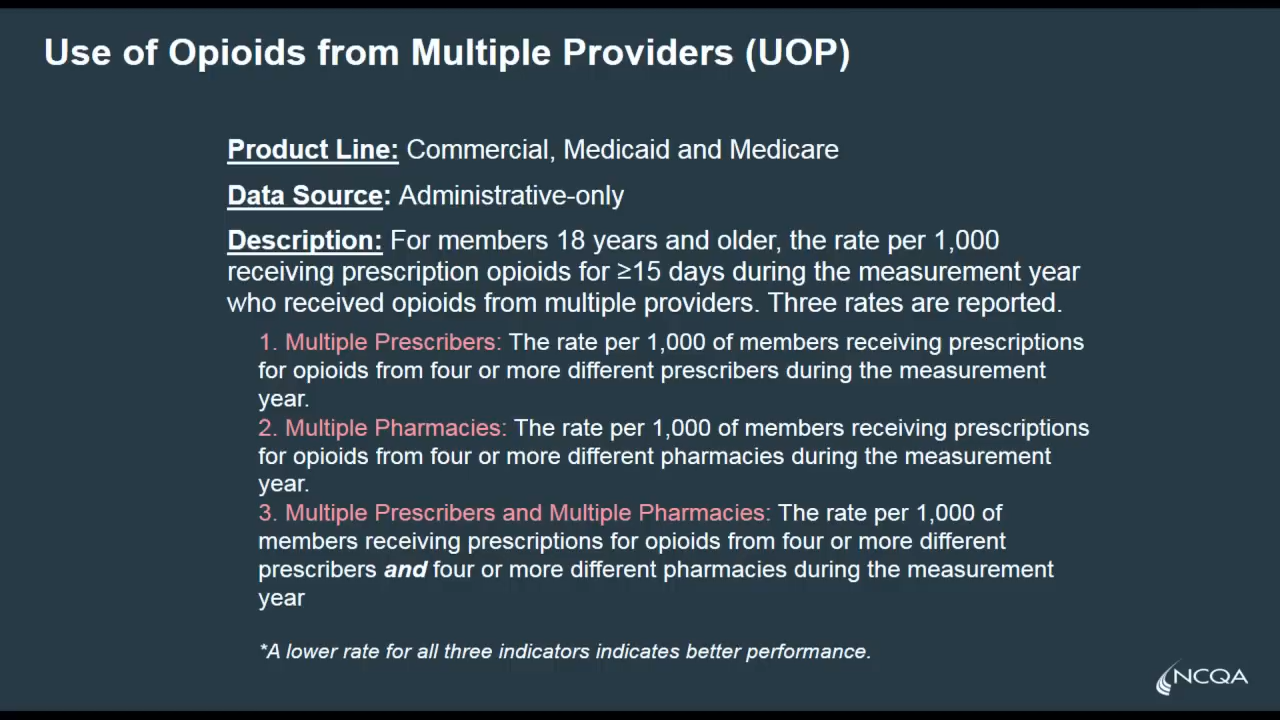 Use of Opioids from Multiple Providers (UOP)
Product Line: Commercial, Medicaid and Medicare
Data Source: Administrative-only
Description: For members 18 years and older, the rate per 1,000
receiving prescription opioids for ≥15 days during the measurement year
who received opioids from multiple providers. Three rates are reported.
1. Multiple Prescribers: The rate per 1,000 of members receiving prescriptions
for opioids from four or more different prescribers during the measurement
year.
2. Multiple Pharmacies: The rate per 1,000 of members receiving prescriptions
for opioids from four or more different pharmacies during the measurement
year.
3. Multiple Prescribers and Multiple Pharmacies: The rate per 1,000 of
members receiving prescriptions for opioids from four or more different
prescribers and four or more different pharmacies during the measurement
year
*A lower rate for all three indicators indicates better performance.
NCQA